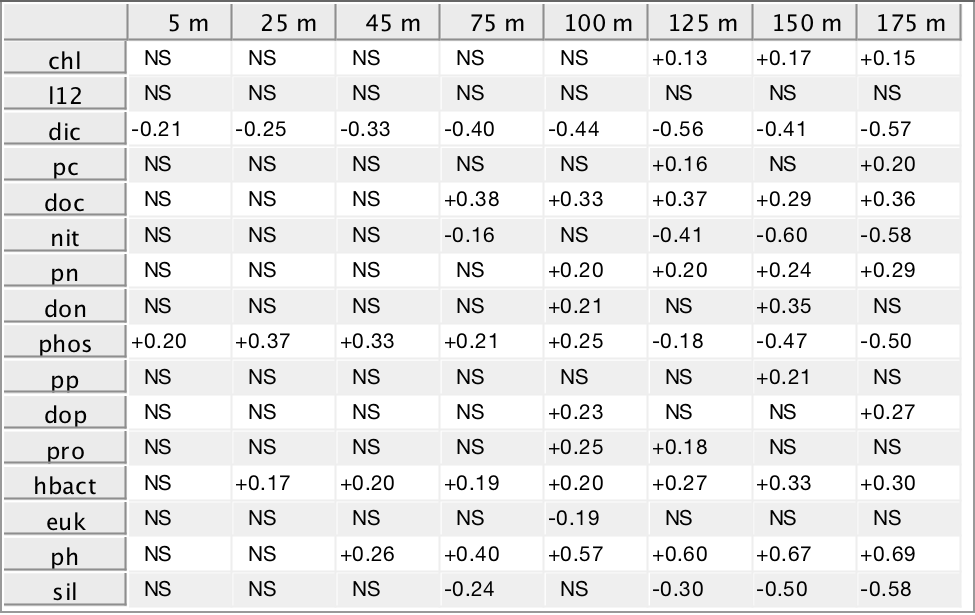 5 m 25 m 45 m 75 m 100 m 125 m 150 m 175 m
chl NS NS NS NS NS +0.13 +0.17 +0.15
l12 NS NS NS NS NS NS NS NS
dic -0.21 -0.25 -0.33 -0.40 -0.44 -0.56 -0.41 -0.57
pc NS NS NS NS NS +0.16 NS +0.20
doc NS NS NS +0.38 +0.33 +0.37 +0.29 +0.36
nit NS NS NS -0.16 NS -0.41 -0.60 -0.58
pn NS NS NS NS +0.20 +0.20 +0.24 +0.29
don NS NS NS NS +0.21 NS +0.35 NS
phos +0.20 +0.37 +0.33 +0.21 +0.25 -0.18 -0.47 -0.50
pp NS NS NS NS NS NS +0.21 NS
dop NS NS NS NS +0.23 NS NS +0.27
pro NS NS NS NS +0.25 +0.18 NS NS
hbact NS +0.17 +0.20 +0.19 +0.20 +0.27 +0.33 +0.30
euk NS NS NS NS -0.19 NS NS NS
ph NS NS +0.26 +0.40 +0.57 +0.60 +0.67 +0.69
sil NS NS NS -0.24 NS -0.30 -0.50 -0.58